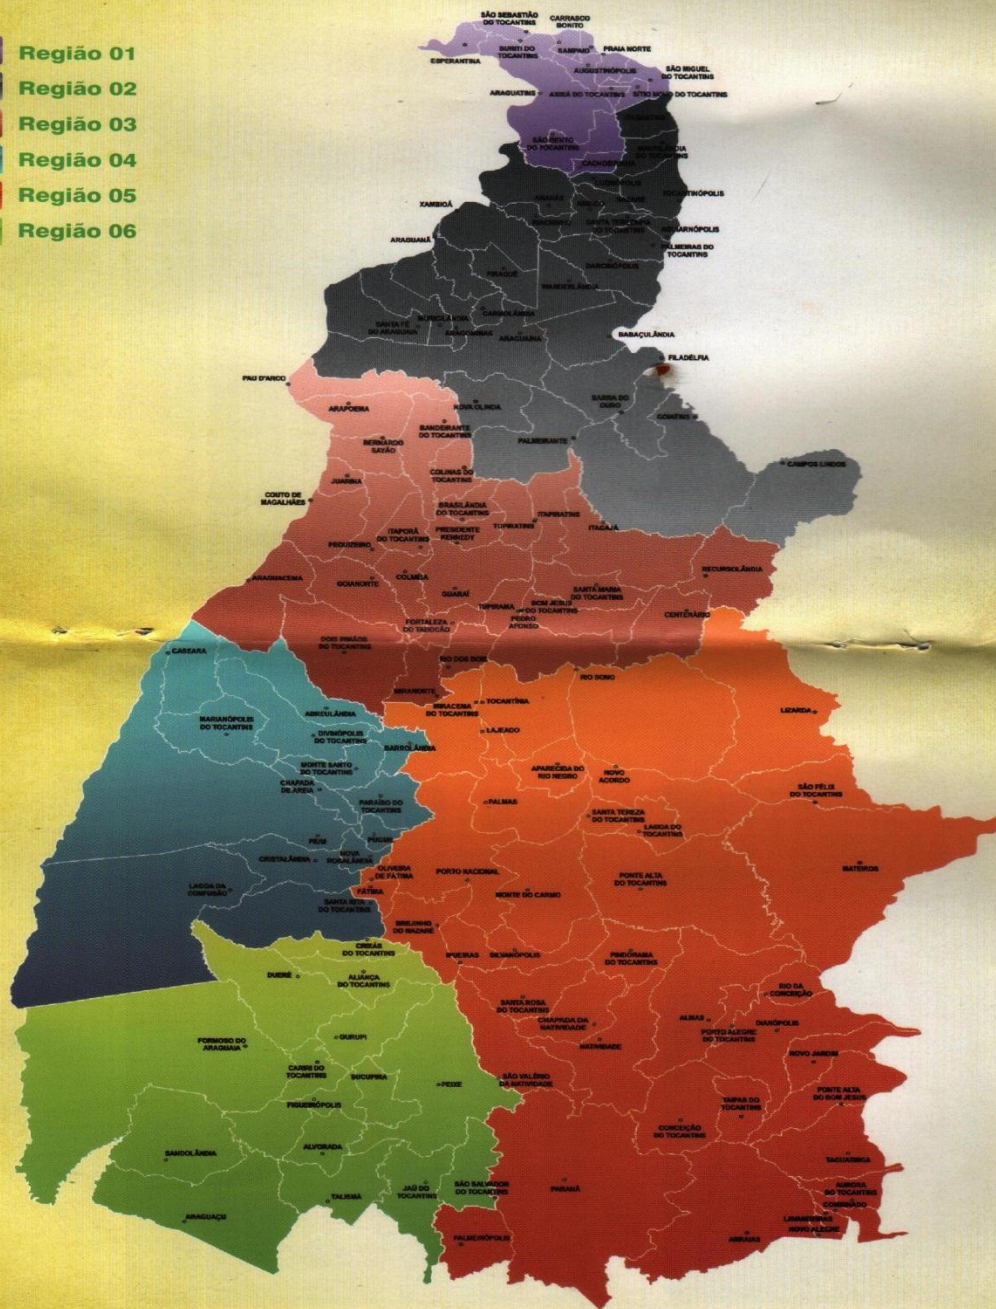 Região 01
Região 02
Região 03
Região 04
Região 05
Região 06
SÃO SEBASTIÃO
DO TOCANTINS
CARRASCO
BONITO
ESPERANTINA
BURITI DO
TOCANTINS
SAMPAIO
PRAIA NORTE
AUGUSTINÓPOLIS
SÃO MIGUEL
DO TOCANTINS
ARAGUATINS
AXIXÁ DO TOCANTINS
SÍTIO NOVO DO TOCANTINS
SÃO BENTO
DO TOCANTINS
CACHOEIRINHA
TOCANTINÓPOLIS
XAMBIOÁ
AGUIARNÓPOLIS
ARAGUANÃ
PALMEIRAS DO
TOCANTINS
DARCINÓPOLIS
PIRAQUÊ
WANDERLÂNDIA
CARMOLÂNDIA
MURICILÂNDIA
SANTA FÉ
DO ARAGUAIA
ARAGOMINAS
ARAGUAÍNA
BABAÇULÂNDIA
FILADÉLFIA
PAU D'ARCO
ARAPOEMA
NOVA OLINDA
BARRA DO
OURO
GOIATINS
BANDEIRANTE
DO TOCANTINS
BERNARDO
SAYÃO
PALMEIRANTE
CAMPOS LINDOS
JUARINA
COLINAS DO
TOCANTINS
COUTO DE
MAGALHÃES
BRASILÂNDIA
DO TOCANTINS
ITAPIRATINS
TUPIRATINS
ITACAJÁ
ITAPORÃ
DO TOCANTINS
PRESIDENTE
KENNEDY
PEQUIZEIRO
ARAGUACEMA
GOIANORTE
COLMÉIA
GUARAÍ
RECURSOLÂNDIA
SANTA MARIA
DO TOCANTINS
TUPIRAMA
BOM JESUS
DO TOCANTINS
PEDRO
AFONSO
CENTENÁRIO
FORTALEZA
DO TABOCÃO
DOIS IRMÃOS
DO TOCANTINS
CASEARA
RIO DOS BOIS
RIO SONO
MIRANORTE
MIRACEMA
DO TOCANTINS
TOCANTÍNIA
LIZARDA
ABREULÂNDIA
MARIANÓPOLIS
DO TOCANTINS
DIVINÓPOLIS
DO TOCANTINS
LAJEADO
BARROLÂNDIA
MONTE SANTO
DO TOCANTINS
APARECIDA DO
RIO NEGRO
NOVO
ACORDO
CHAPADA
DE AREIA
SÃO FÉLIX
DO TOCANTINS
PARAÍSO DO
TOCANTINS
PALMAS
SANTA TEREZA
DO TOCANTINS
LAGOA DO
TOCANTINS
PIUM
PUGMIL
CRISTALÂNDIA
NOVA
ROSALÂNDIA
OLIVEIRA
DE FÁTIMA
PORTO NACIONAL
MATEIROS
LAGOA DA
CONFUSÃO
FÁTIMA
PONTE ALTA
DO TOCANTINS
MONTE DO CARMO
SANTA RITA
DO TOCANTINS
BREJINHO
DO NAZARÉ
CRIXÁS
DO TOCANTINS
IPUEIRAS
SILVANÓPOLIS
PINDORAMA
DO TOCANTINS
DUERÊ
ALIANÇA
DO TOCANTINS
RIO DA
CONCEIÇÃO
SANTA ROSA
DO TOCANTINS
CHAPADA DA
NATIVIDADE
ALMAS
PORTO ALEGRE
DO TOCANTINS
DIANÓPOLIS
FORMOSO DO
ARAGUAIA
GURUPI
NATIVIDADE
NOVO JARDIM
CARIRI DO
TOCANTINS
SUCUPIRA
PEIXE
SÃO VALÉRIO
DA NATIVIDADE
PONTE ALTA
DO BOM JESUS
FIGUEIRÓPOLIS
TAIPAS DO
TOCANTINS
CONCEIÇÃO
DO TOCANTINS
SANDOLÂNDIA
ALVORADA
TAGUATINGA
JAÚ DO
TOCANTINS
SÃO SALVADOR
DO TOCANTINS
PARANÃ
AURORA
DO TOCANTINS
COMBINADO
TALISMÃ
ARAGUAÇU
LAVANDEIRAS
NOVO ALEGRE
PALMEIRÓPOLIS
ARRAIAS